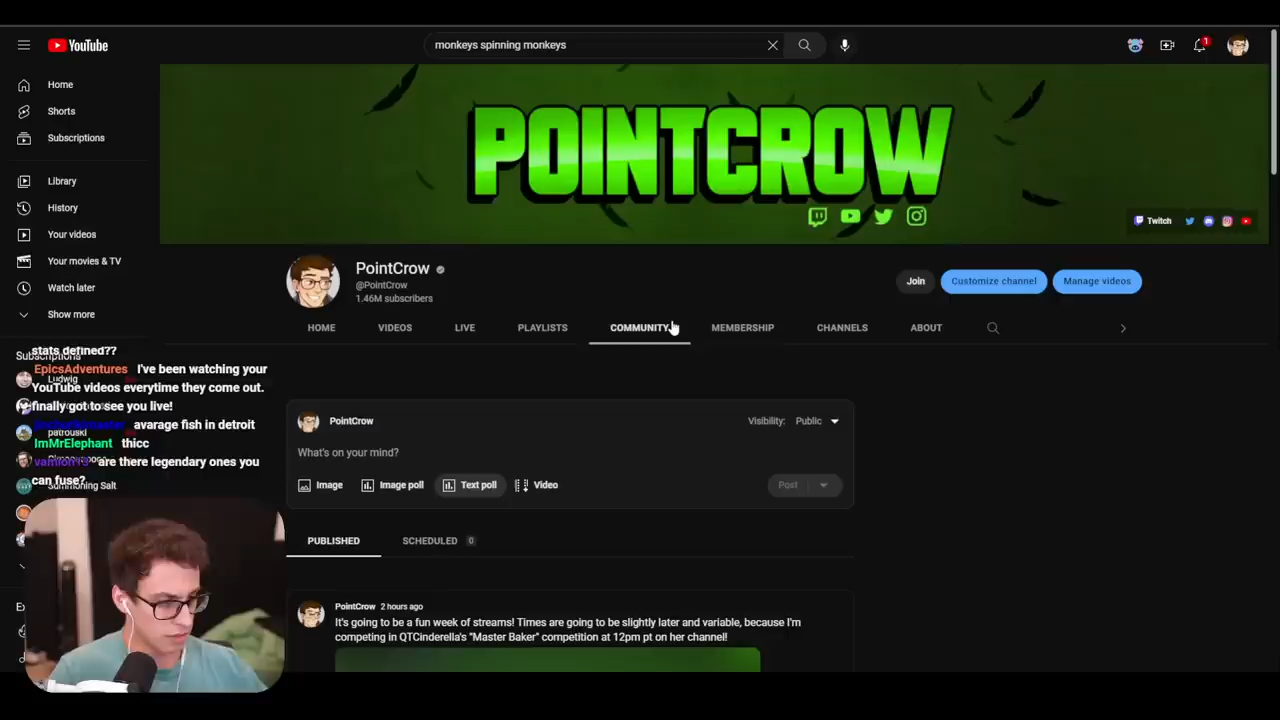 YouTube
monkeys spinning monkeys
1
Home
Shorts
Subscriptions
Library
History
Your videos
Your movies & TV
Watch later
Show more
POINTCROW
Twitch
PointCrow
@PointCrow
1.46M subscribers
Join
Customize channel
Manage videos
HOME
VIDEOS
LIVE
PLAYLISTS
COMMUNITY
MEMBERSHIP
CHANNELS
ABOUT
stats defined??
Subscriptions
EpicsAdventures I've been watching your
Ludwig
YouTube videos everytime they come out.
finally got to see you live!
avarage fish in detroit
patrouski
ImMrElephant thicc
are there legendary ones you
can fuse?
Summoning Salt
PointCrow
Visibility: Public
What's on your mind?
Image
Image poll
Text poll
Video
Post
PUBLISHED
SCHEDULED 0
PointCrow 2 hours ago
It's going to be a fun week of streams! Times are going to be slightly later and variable, because I'm
competing in QTCinderella's "Master Baker" competition at 12pm pt on her channel!